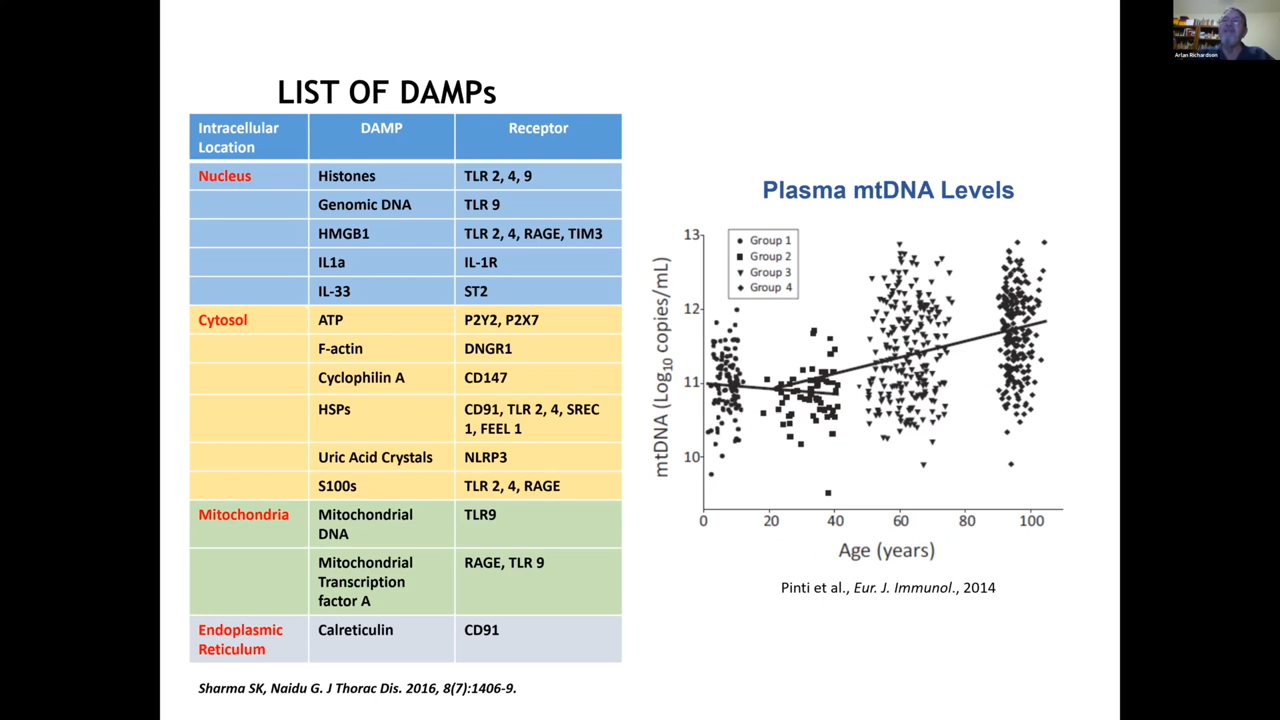 Arlan Richardson
LIST OF DAMPs
Intracellular
Location
DAMP
Receptor
Nucleus
Histones
TLR 2, 4, 9
Genomic DNA
TLR 9
HMGB1
TLR 2, 4, RAGE, TIM3
IL1a
IL-1R
IL-33
ST2
Cytosol
ATP
P2Y2, P2X7
F-actin
DNGR1
Cyclophilin A
CD147
HSPs
CD91, TLR 2, 4, SREC
1, FEEL 1
Uric Acid Crystals
NLRP3
S100s
TLR 2, 4, RAGE
Mitochondria
Mitochondrial
DNA
TLR9
Mitochondrial
Transcription
factor A
RAGE, TLR 9
Endoplasmic
Reticulum
Calreticulin
CD91
Sharma SK, Naidu G. J Thorac Dis. 2016, 8(7):1406-9.
Plasma mtDNA Levels
Group 1
Group 2
Group 3
Group 4
mtDNA (Log10 copies/mL)
13
12
11
10
0 20 40 60 80 100
Age (years)
Pinti et al., Eur. J. Immunol., 2014